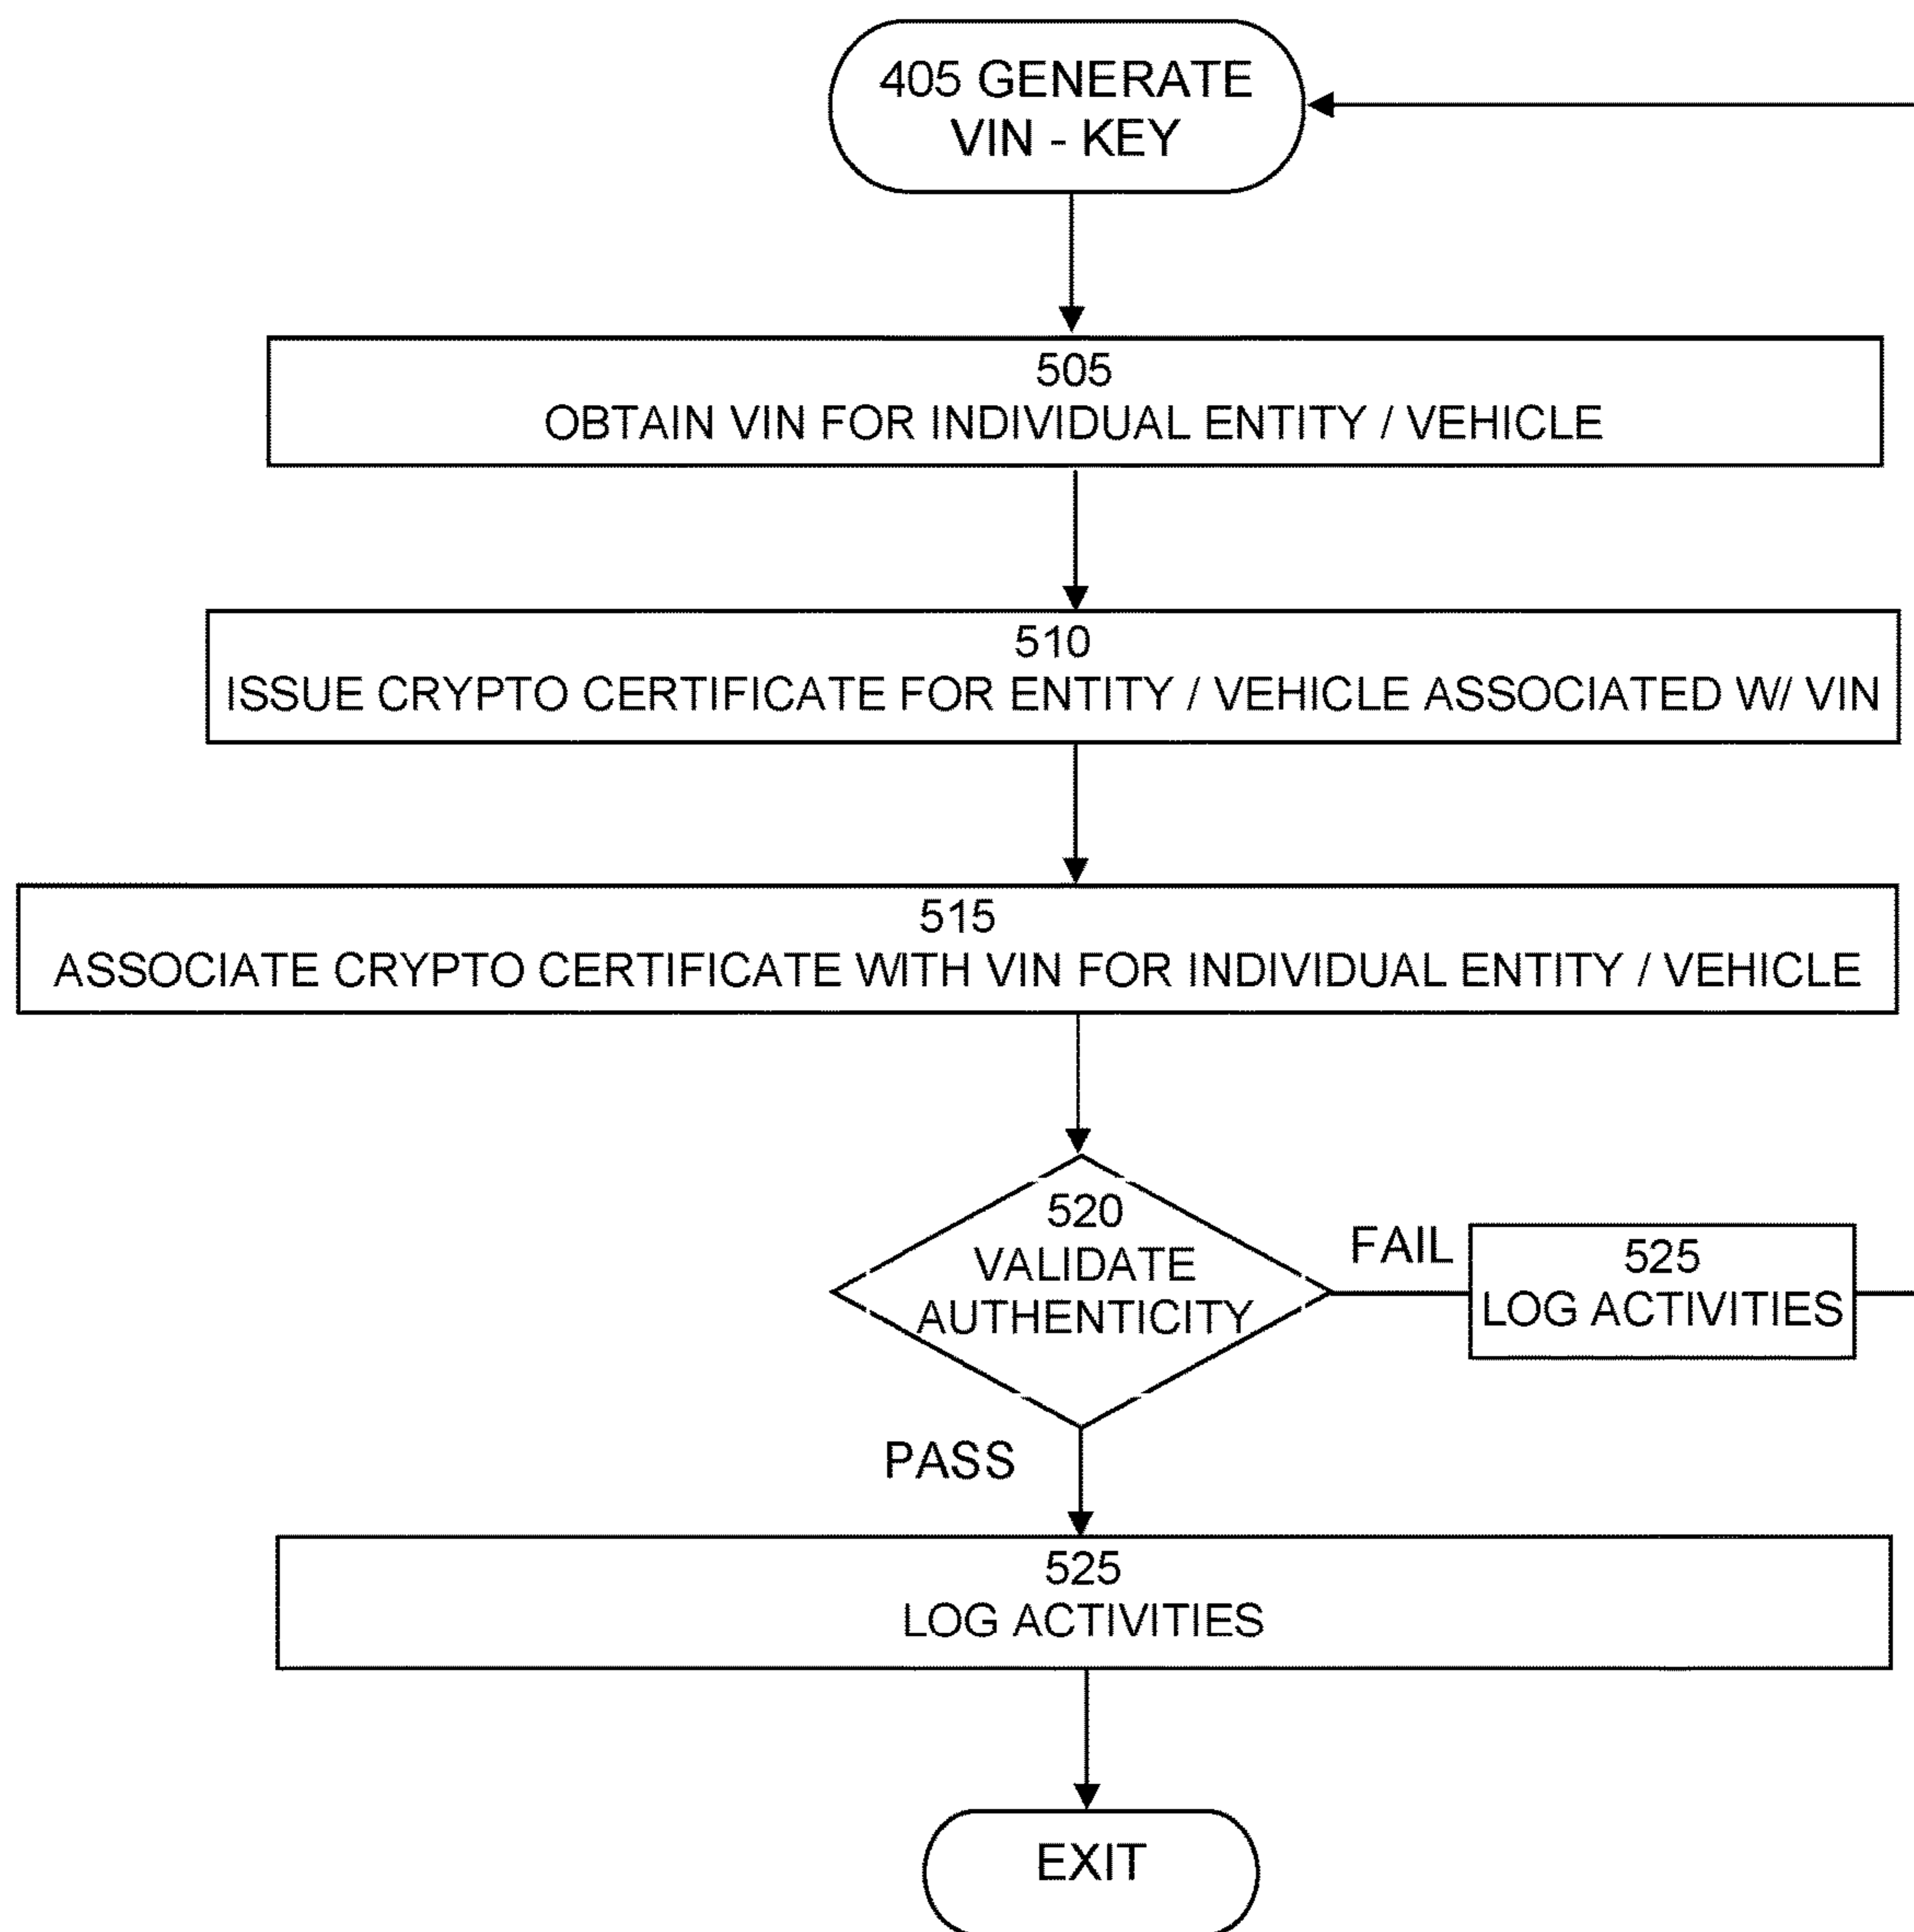 405 GENERATE
VIN - KEY
505
OBTAIN VIN FOR INDIVIDUAL ENTITY / VEHICLE
510
ISSUE CRYPTO CERTIFICATE FOR ENTITY / VEHICLE ASSOCIATED W/ VIN
515
ASSOCIATE CRYPTO CERTIFICATE WITH VIN FOR INDIVIDUAL ENTITY / VEHICLE
520
VALIDATE
AUTHENTICITY
FAIL
525
LOG ACTIVITIES
PASS
525
LOG ACTIVITIES
EXIT